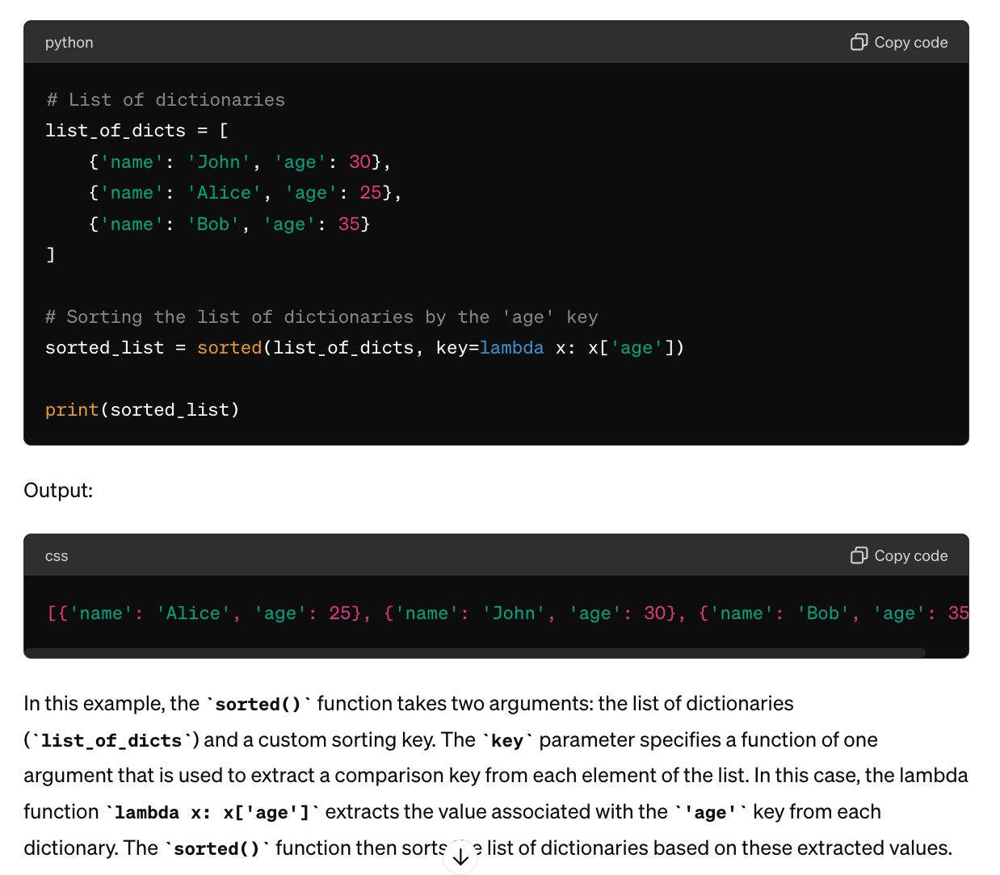 python Copy code
# List of dictionaries
list_of_dicts = [
    {'name': 'John', 'age': 30},
    {'name': 'Alice', 'age': 25},
    {'name': 'Bob', 'age': 35}
]
# Sorting the list of dictionaries by the 'age' key
sorted_list = sorted(list_of_dicts, key=lambda x: x['age'])
print(sorted_list)
Output:
css Copy code
[{'name': 'Alice', 'age': 25}, {'name': 'John', 'age': 30}, {'name': 'Bob', 'age': 35
In this example, the `sorted()` function takes two arguments: the list of dictionaries
(`list_of_dicts`) and a custom sorting key. The `key` parameter specifies a function of one
argument that is used to extract a comparison key from each element of the list. In this case, the lambda
function `lambda x: x['age']` extracts the value associated with the `'age'` key from each
dictionary. The `sorted()` function then sorts list of dictionaries based on these extracted values.